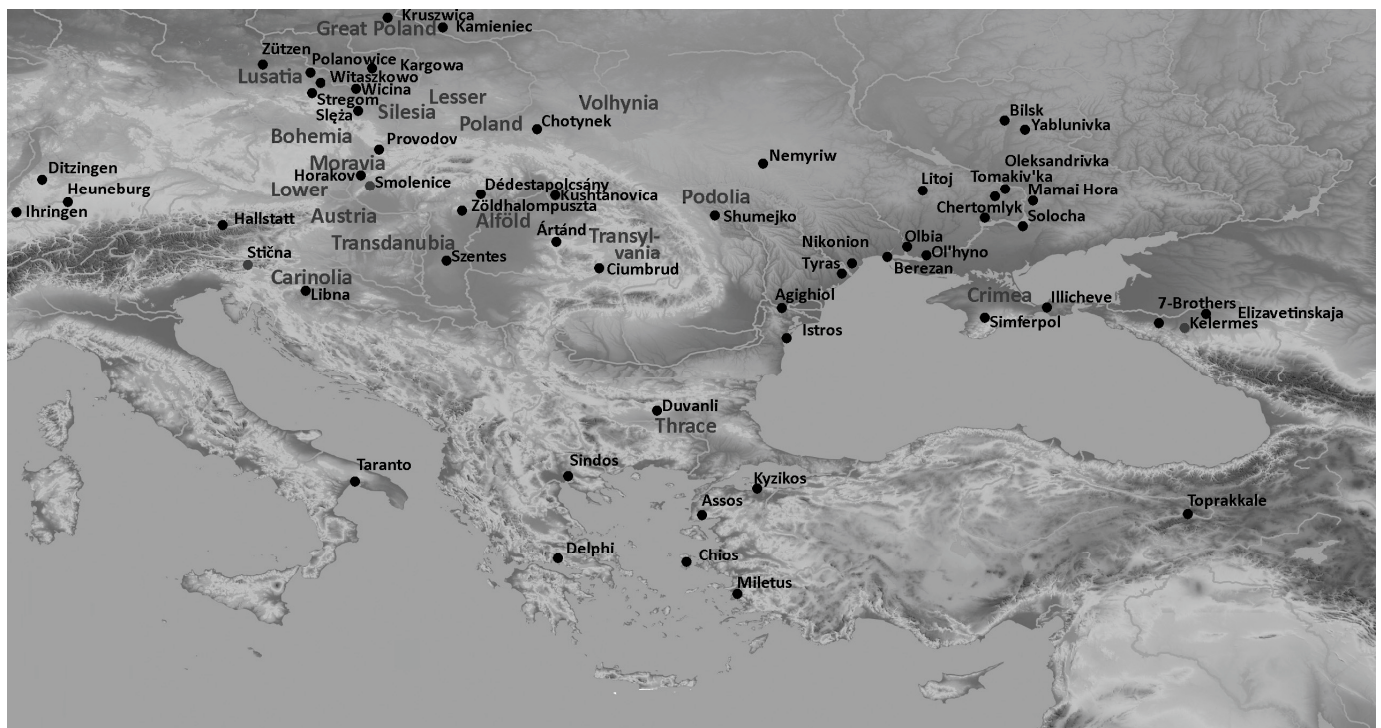 Kruszwica
Great Poland
Kamieniec
Zützen
Polanowice
Kargowa
Lusatia
Witaszkowo
Wicina
Stregom
Lesser
Poland
Volhynia
Slęża
Silesia
Chotynek
Bohemia
Provodov
Moravia
Horakov
Smolenice
Lower
Austria
Ditzingen
Heuneburg
Ihringen
Hallstatt
Dédestapolcsány
Kushtanovica
Zöldhalompuszta
Alföld
Ártánd
Transyl-
vania
Ciumbrud
Transdanubia
Szentes
Stična
Carinolia
Libna
Nemyriw
Podolia
Shumejko
Bilsk
Yablunivka
Oleksandrivka
Tomakiv'ka
Mamai Hora
Litoj
Chertomlyk
Solocha
Nikonion
Olbia
Ol'hyno
Tyras
Berezan
Agighiol
Istros
Crimea
Illicheve
Simferpol
7-Brothers
Elizavetinskaja
Kelermes
Duvanli
Thrace
Taranto
Sindos
Kyzikos
Assos
Toprakkale
Delphi
Chios
Miletus